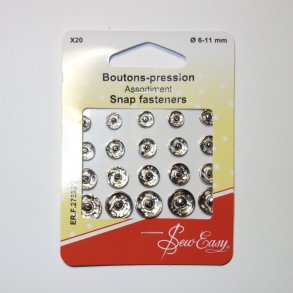 X20
Ø 6-11 mm
Boutons-pression
Assortiment
Snap fasteners
Sew Easy